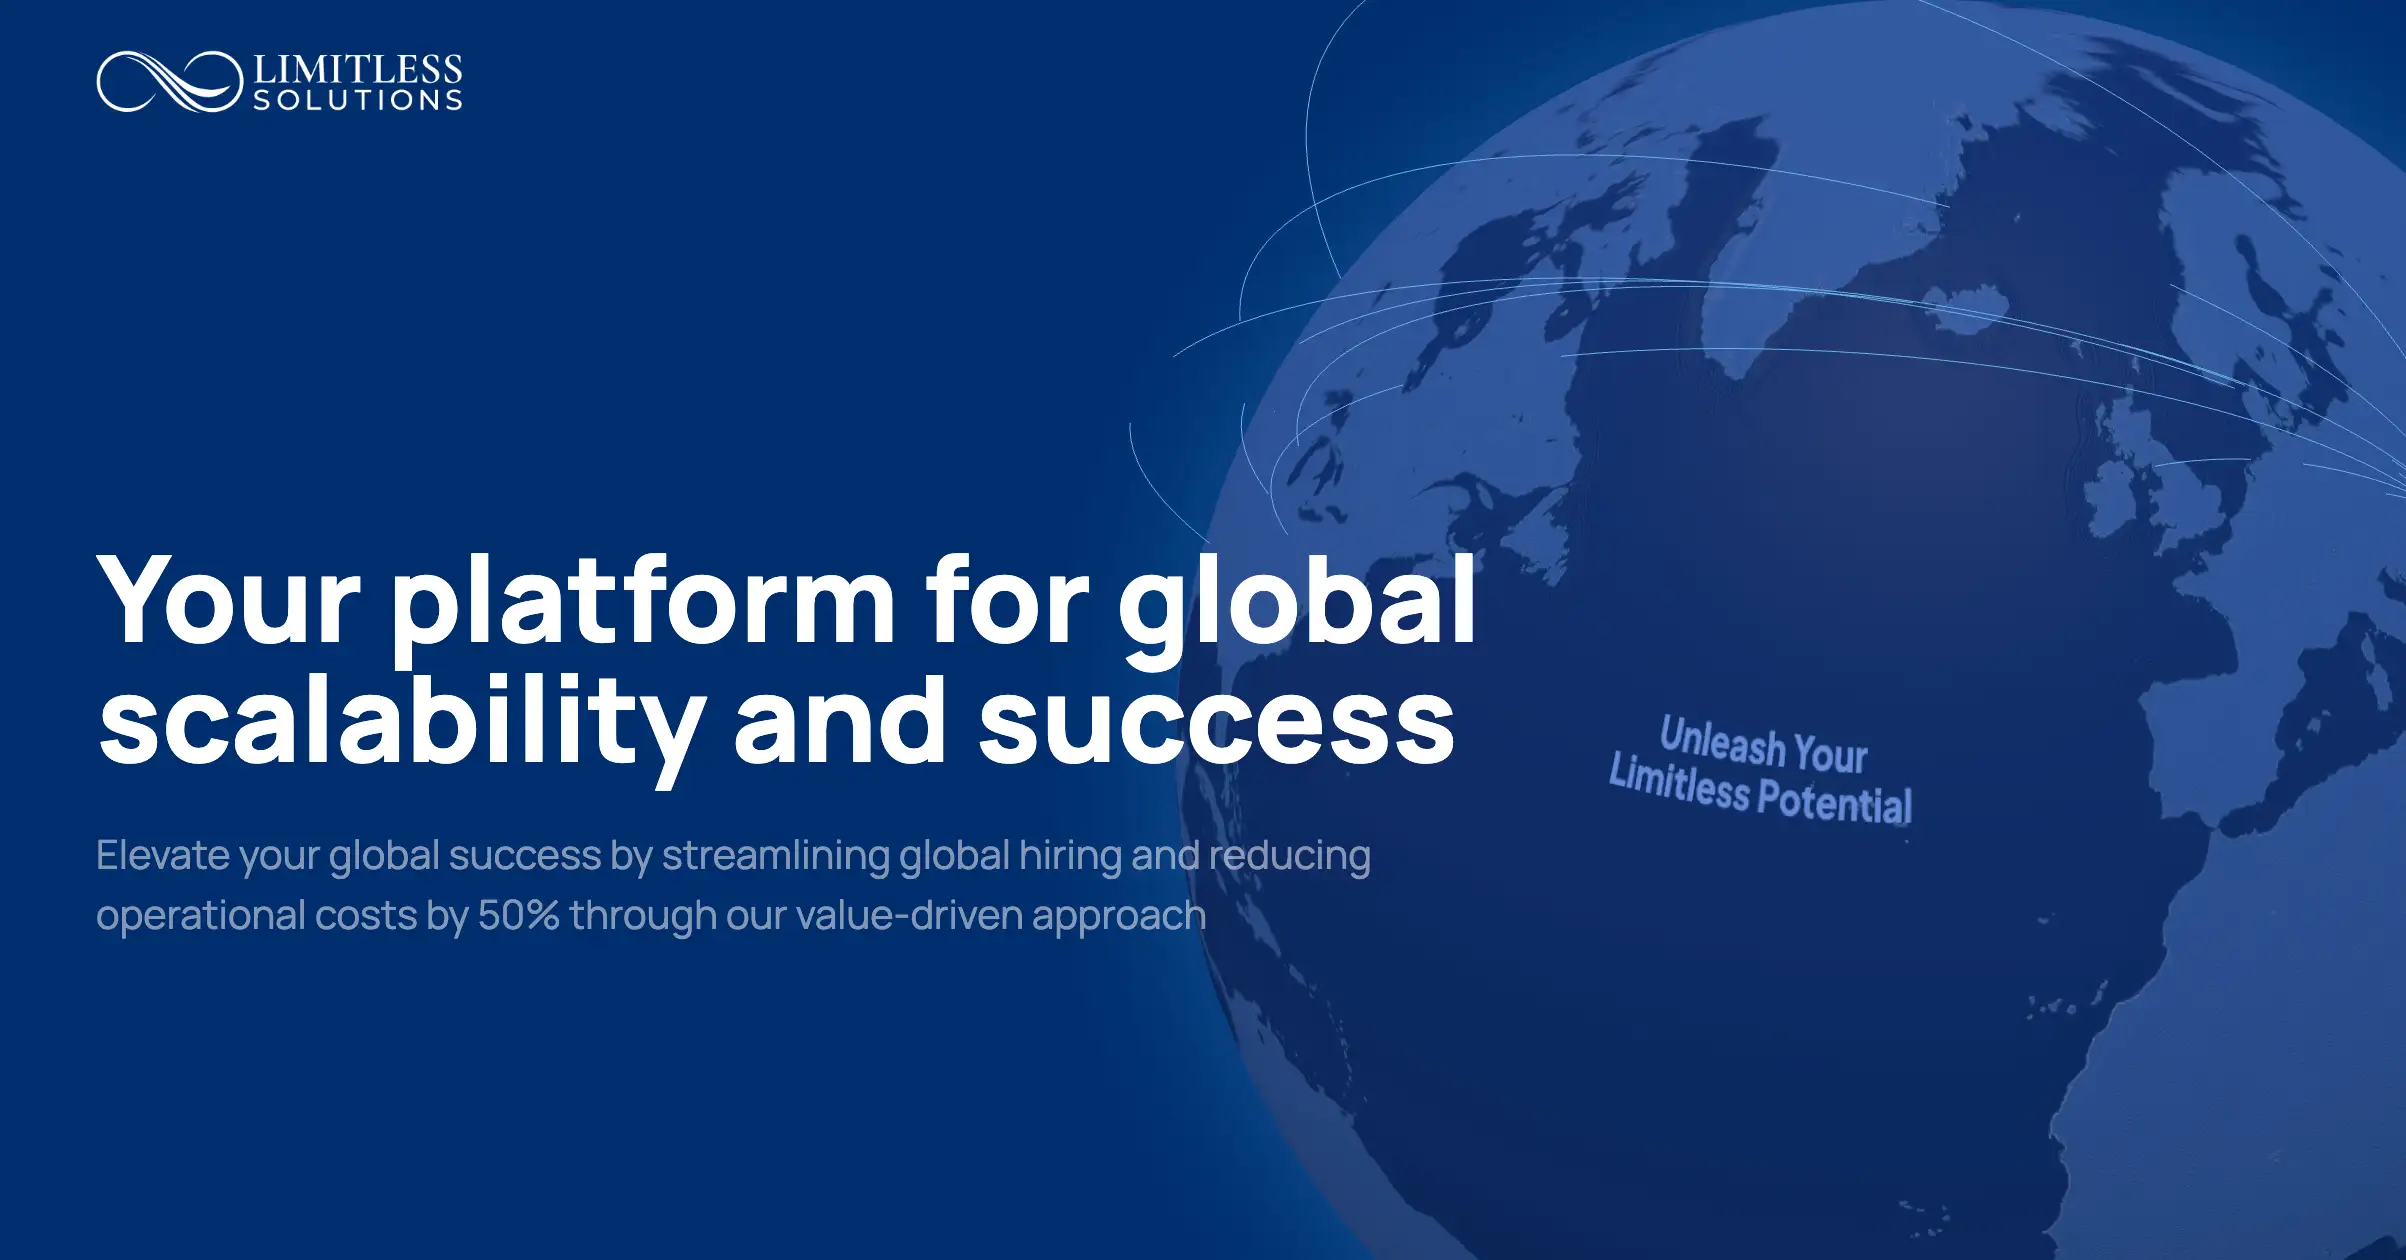 LIMITLESS
SOLUTIONS
Your platform for global
scalability and success
Elevate your global success by streamlining global hiring and reducing
operational costs by 50% through our value-driven approach
Unleash Your
Limitless Potential